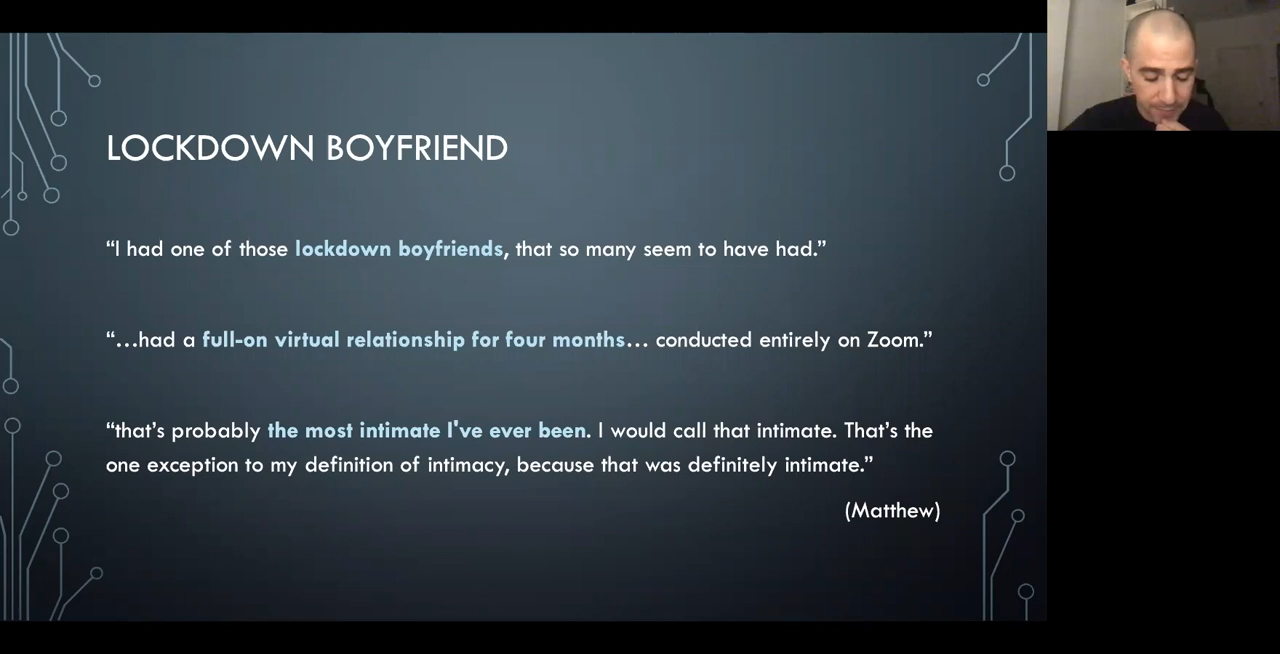 LOCKDOWN BOYFRIEND
“I had one of those lockdown boyfriends, that so many seem to have had.”
“…had a full-on virtual relationship for four months… conducted entirely on Zoom.”
“that’s probably the most intimate I've ever been. I would call that intimate. That’s the
one exception to my definition of intimacy, because that was definitely intimate.”
(Matthew)